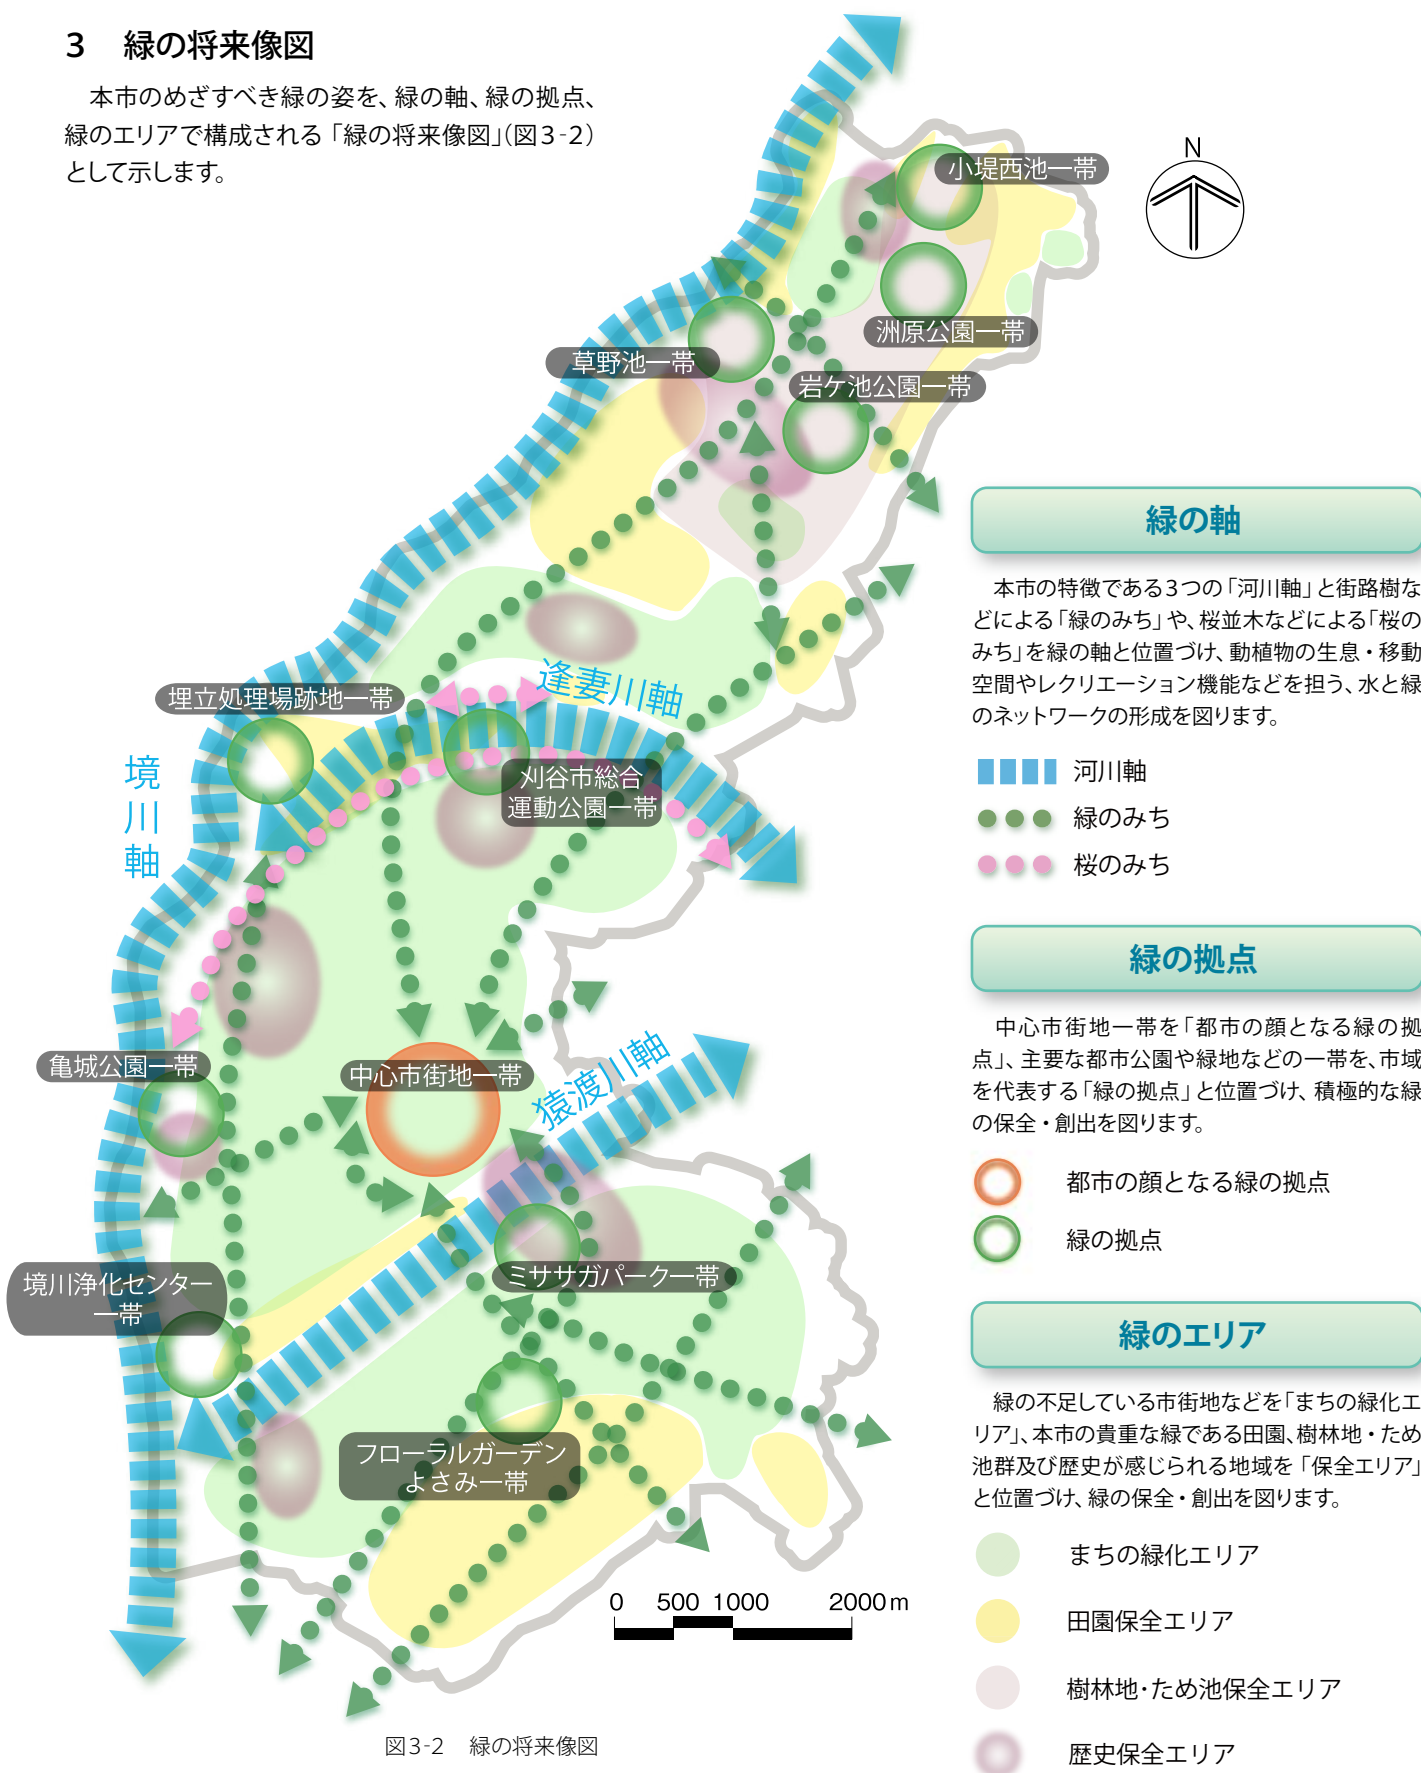 3　緑の将来像図
本市のめざすべき緑の姿を、緑の軸、緑の拠点、
緑のエリアで構成される「緑の将来像図」（図3-2）
として示します。
N
小堤西池一帯
洲原公園一帯
草野池一帯
岩ケ池公園一帯
逢妻川軸
埋立処理場跡地一帯
境川軸
刈谷市総合
運動公園一帯
亀城公園一帯
中心市街地一帯
猿渡川軸
境川浄化センター
一帯
ミササガパーク一帯
フローラルガーデン
よさみ一帯
0 500 1000 2000m
図3-2　緑の将来像図
緑の軸
本市の特徴である3つの「河川軸」と街路樹な
どによる「緑のみち」や、桜並木などによる「桜の
みち」を緑の軸と位置づけ、動植物の生息・移動
空間やレクリエーション機能などを担う、水と緑
のネットワークの形成を図ります。
河川軸
緑のみち
桜のみち
緑の拠点
中心市街地一帯を「都市の顔となる緑の拠
点」、主要な都市公園や緑地などの一帯を、市域
を代表する「緑の拠点」と位置づけ、積極的な緑
の保全・創出を図ります。
都市の顔となる緑の拠点
緑の拠点
緑のエリア
緑の不足している市街地などを「まちの緑化エ
リア」、本市の貴重な緑である田園、樹林地・ため
池群及び歴史が感じられる地域を「保全エリア」
と位置づけ、緑の保全・創出を図ります。
まちの緑化エリア
田園保全エリア
樹林地・ため池保全エリア
歴史保全エリア